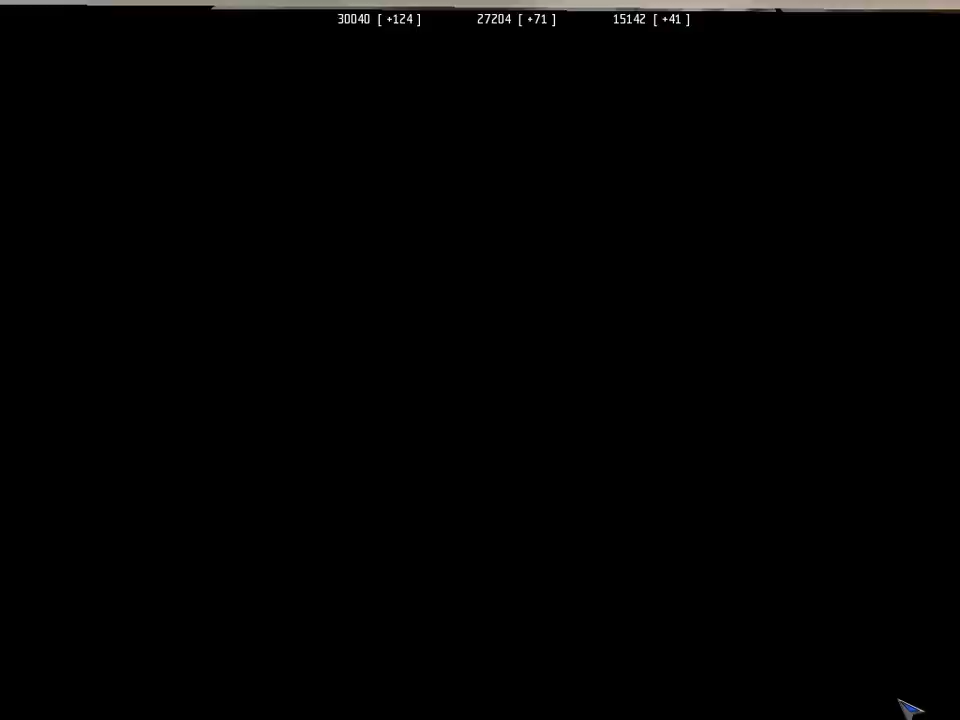 30040 [ +124 ] 27204 [ +71 ] 15142 [ +41 ]